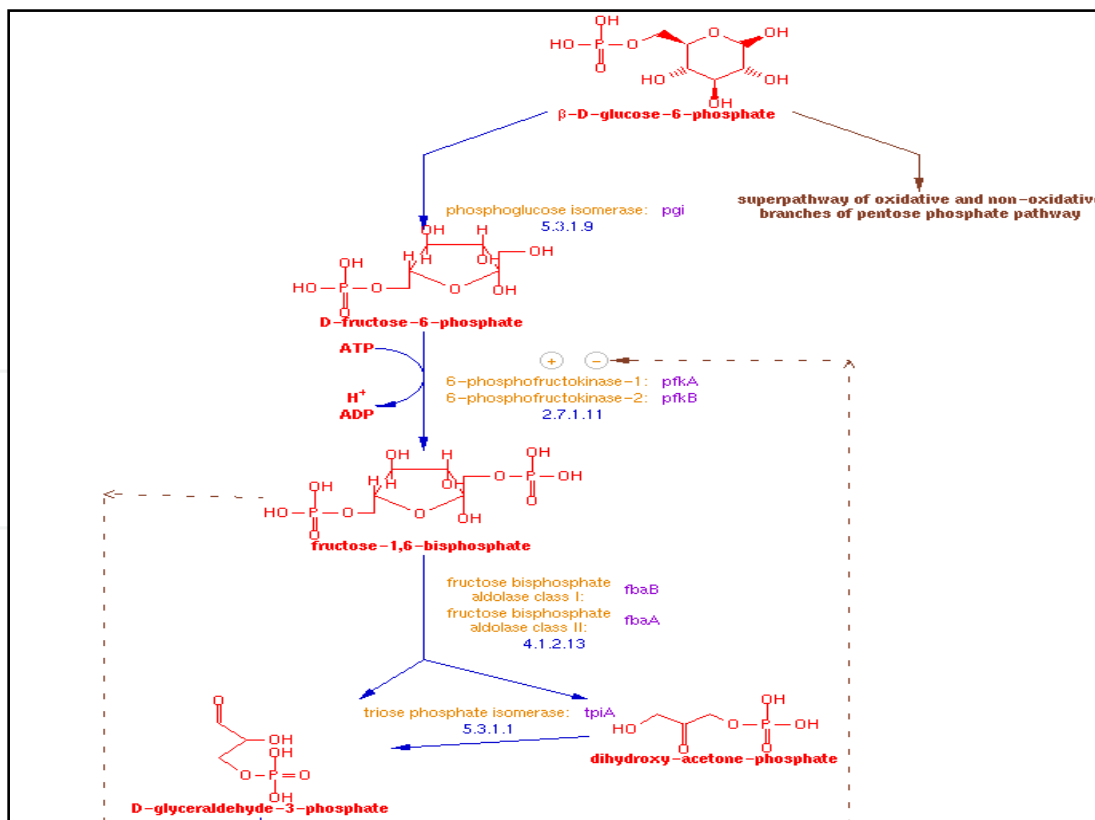 OH
HO-P-O
O
O
OH
HO
OH
OH
β-D-glucose-6-phosphate
superpathway of oxidative and non-oxidative
branches of pentose phosphate pathway
phosphoglucose isomerase: pgi
5.3.1.9
OH
H
H
H
OH
OH
OH
HO-P-O
O
OH
O
D-fructose-6-phosphate
ATP
+
-
6-phosphofructokinase-1: pfkA
H+
6-phosphofructokinase-2: pfkB
ADP
2.7.1.11
OH
H
OH
H
H
OH
O-P-OH
O
OH
HO-P-O
O
OH
O
fructose-1,6-bisphosphate
fructose bisphosphate
aldolase class I:
fbaB
fructose bisphosphate
aldolase class II:
fbaA
4.1.2.13
O
triose phosphate isomerase: tpiA
5.3.1.1
OH
HO
O-P-OH
O
O
dihydroxy-acetone-phosphate
OH
OH
O-P=O
OH
D-glyceraldehyde-3-phosphate